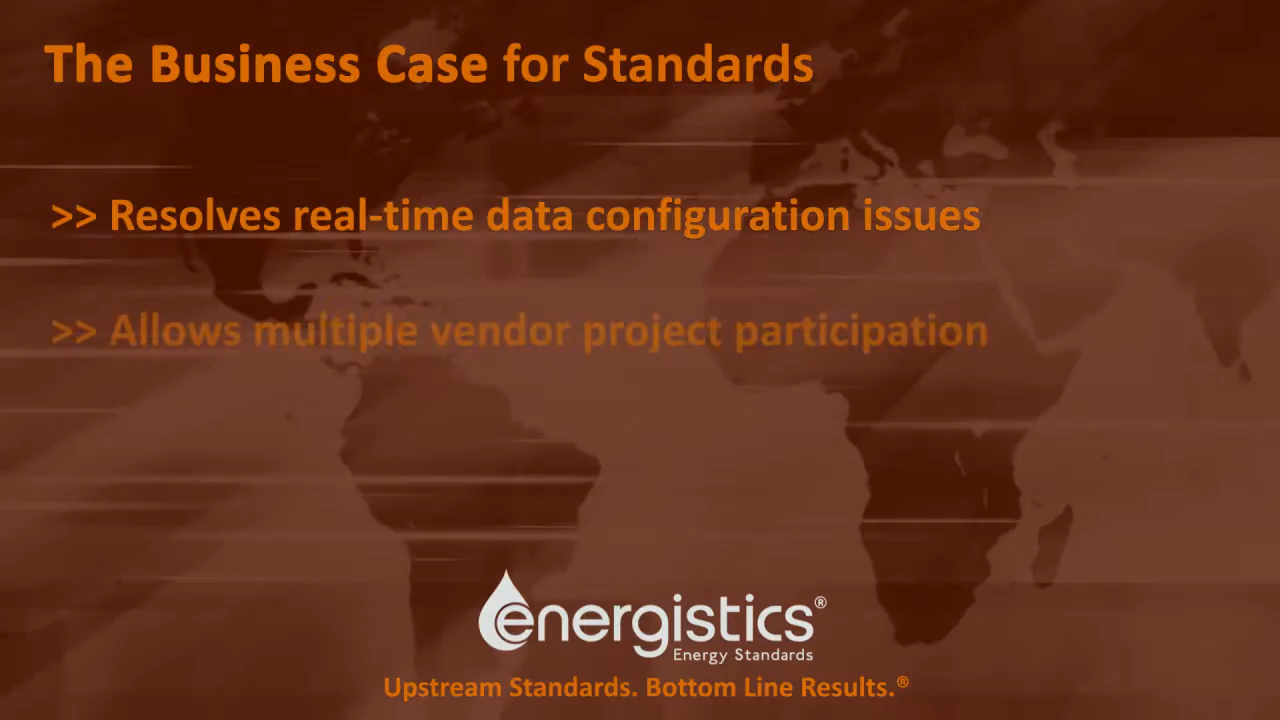 The Business Case for Standards
>> Resolves real-time data configuration issues
>> Allows multiple vendor project participation
energistics®
Energy Standards
Upstream Standards. Bottom Line Results.®